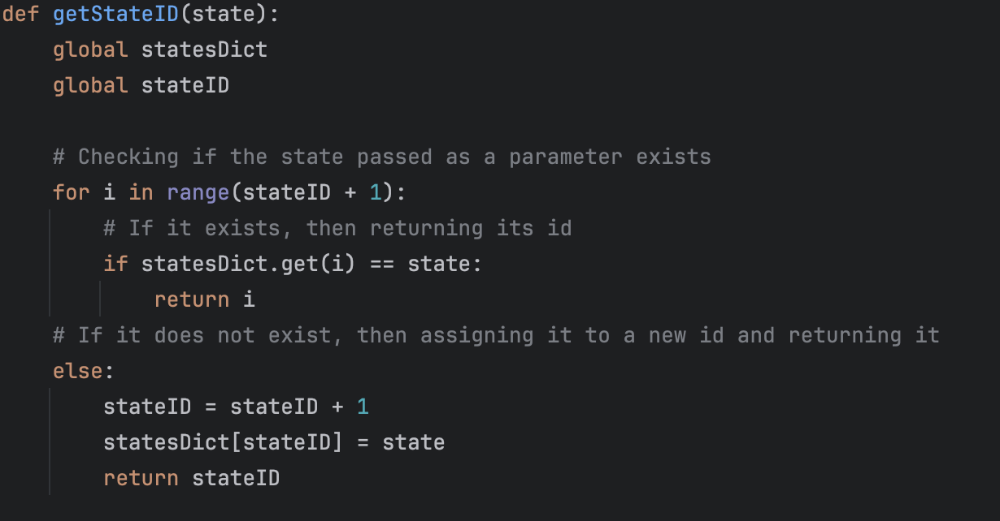 def getStateID(state):
    global statesDict
    global stateID

    # Checking if the state passed as a parameter exists
    for i in range(stateID + 1):
        # If it exists, then returning its id
        if statesDict.get(i) == state:
            return i
    # If it does not exist, then assigning it to a new id and returning it
    else:
        stateID = stateID + 1
        statesDict[stateID] = state
        return stateID